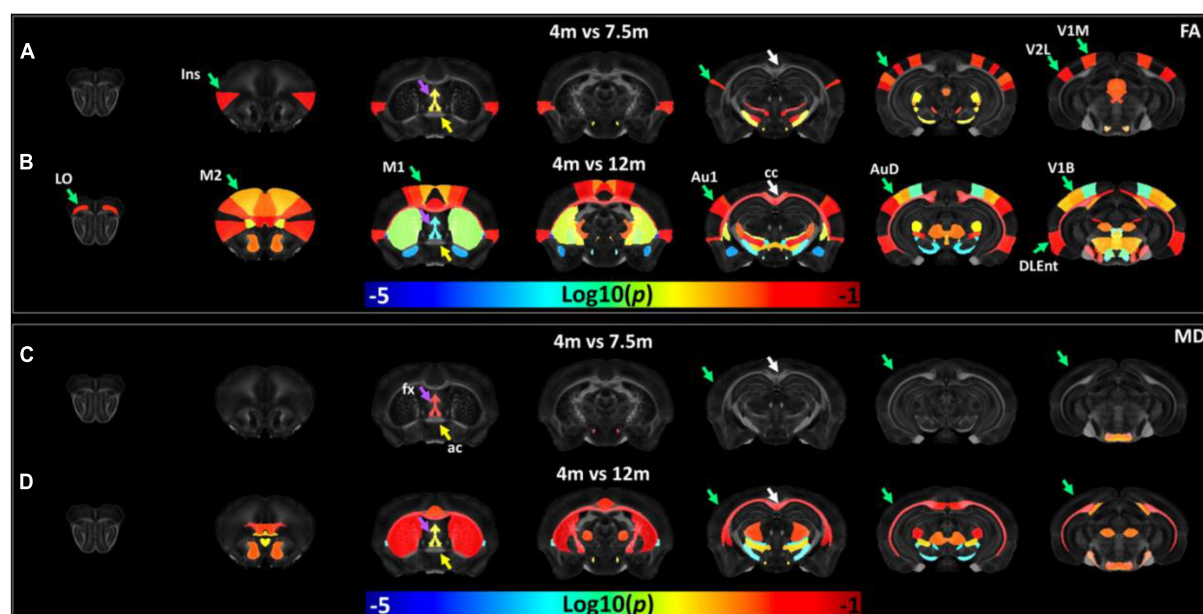 4m vs 7.5m
FA
A
Ins
V2L
V1M
B
4m vs 12m
LO
M2
M1
Au1
cc
AuD
V1B
DLEnt
-5
Log10(p)
-1
4m vs 7.5m
MD
C
fx
ac
4m vs 12m
D
-5
Log10(p)
-1